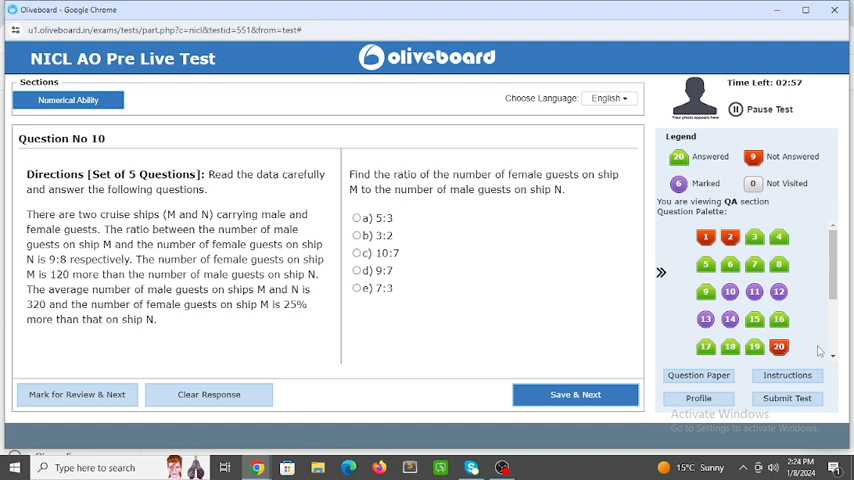 Oliveboard - Google Chrome
u1.oliveboard.in/exams/tests/part.php?c=nicl&testid=551&from=test#
NICL AO Pre Live Test
oliveboard
Sections
Numerical Ability
Choose Language:
English
Question No 10
Directions [Set of 5 Questions]: Read the data carefully
and answer the following questions.
There are two cruise ships (M and N) carrying male and
female guests. The ratio between the number of male
guests on ship M and the number of female guests on ship
N is 9:8 respectively. The number of female guests on ship
M is 120 more than the number of male guests on ship N.
The average number of male guests on ships M and N is
320 and the number of female guests on ship M is 25%
more than that on ship N.
Find the ratio of the number of female guests on ship
M to the number of male guests on ship N.
a) 5:3
b) 3:2
c) 10:7
d) 9:7
e) 7:3
Mark for Review & Next
Clear Response
Save & Next
Your photo appears here
Time Left: 02:57
Pause Test
Legend
20 Answered
9 Not Answered
6 Marked
0 Not Visited
You are viewing QA section
Question Palette:
1 2 3 4
5 6 7 8
9 10 11 12
13 14 15 16
17 18 19 20
Question Paper
Instructions
Profile
Submit Test
Activate Windows
Go to Settings to activate Windows.
Type here to search
15°C Sunny
2:24 PM
1/8/2024